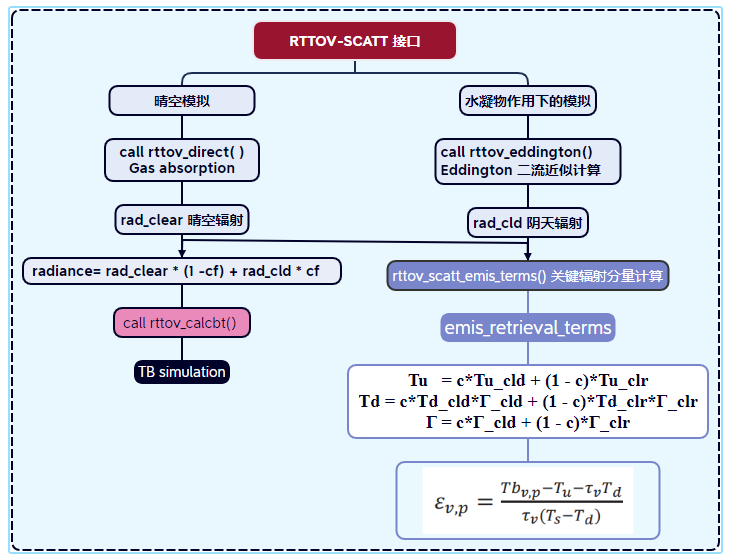 RTTOV-SCATT 接口
晴空模拟
水凝物作用下的模拟
call rttov_direct( )
Gas absorption
call rttov_eddington()
Eddington 二流近似计算
rad_clear 晴空辐射
rad_cld 阴天辐射
radiance= rad_clear * (1 -cf) + rad_cld * cf
rttov_scatt_emis_terms() 关键辐射分量计算
call rttov_calcbt()
emis_retrieval_terms
TB simulation
Tu = c*Tu_cld + (1 - c)*Tu_clr
Td = c*Td_cld*Γ_cld + (1 - c)*Td_clr*Γ_clr
Γ = c*Γ_cld + (1 - c)*Γ_clr
ε_{v,p} = \frac{Tb_{v,p}-T_u-τ_vT_d}{τ_v(T_s-T_d)}